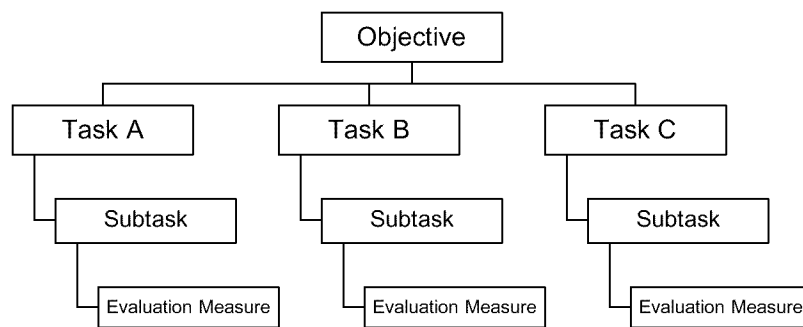 Objective
Task A
Task B
Task C
Subtask
Subtask
Subtask
Evaluation Measure
Evaluation Measure
Evaluation Measure